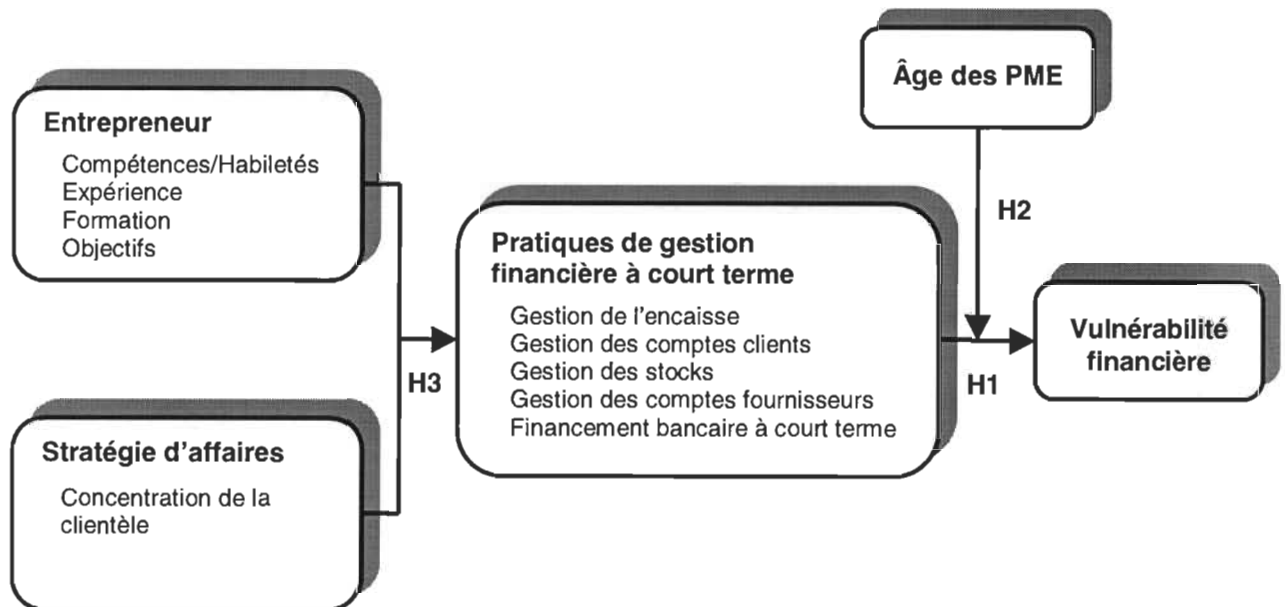 Âge des PME
Entrepreneur
Compétences/Habiletés
Expérience
Formation
Objectifs
H2
Pratiques de gestion
financière à court terme
Gestion de l'encaisse
Gestion des comptes clients
Gestion des stocks
Gestion des comptes fournisseurs
Financement bancaire à court terme
Vulnérabilité
financière
H3
H1
Stratégie d'affaires
Concentration de la
clientèle